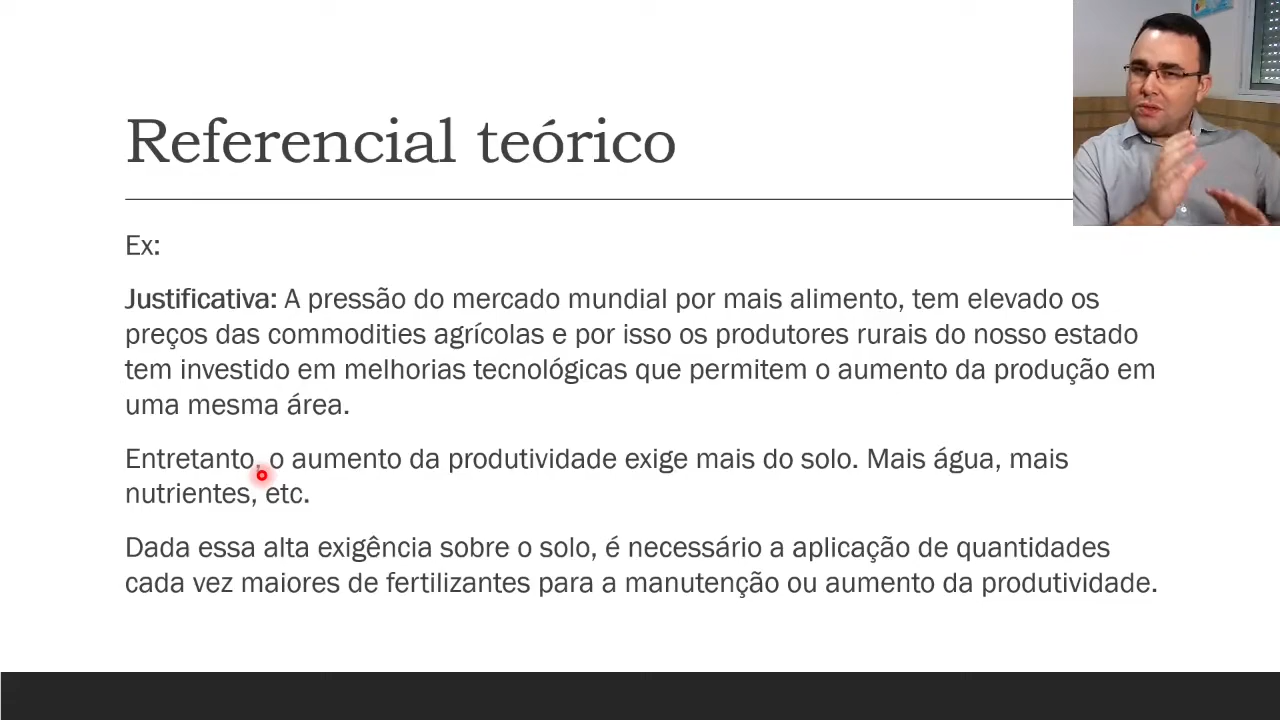 Referencial teórico
Ex:
Justificativa: A pressão do mercado mundial por mais alimento, tem elevado os
preços das commodities agrícolas e por isso os produtores rurais do nosso estado
tem investido em melhorias tecnológicas que permitem o aumento da produção em
uma mesma área.
Entretanto, o aumento da produtividade exige mais do solo. Mais água, mais
nutrientes, etc.
Dada essa alta exigência sobre o solo, é necessário a aplicação de quantidades
cada vez maiores de fertilizantes para a manutenção ou aumento da produtividade.